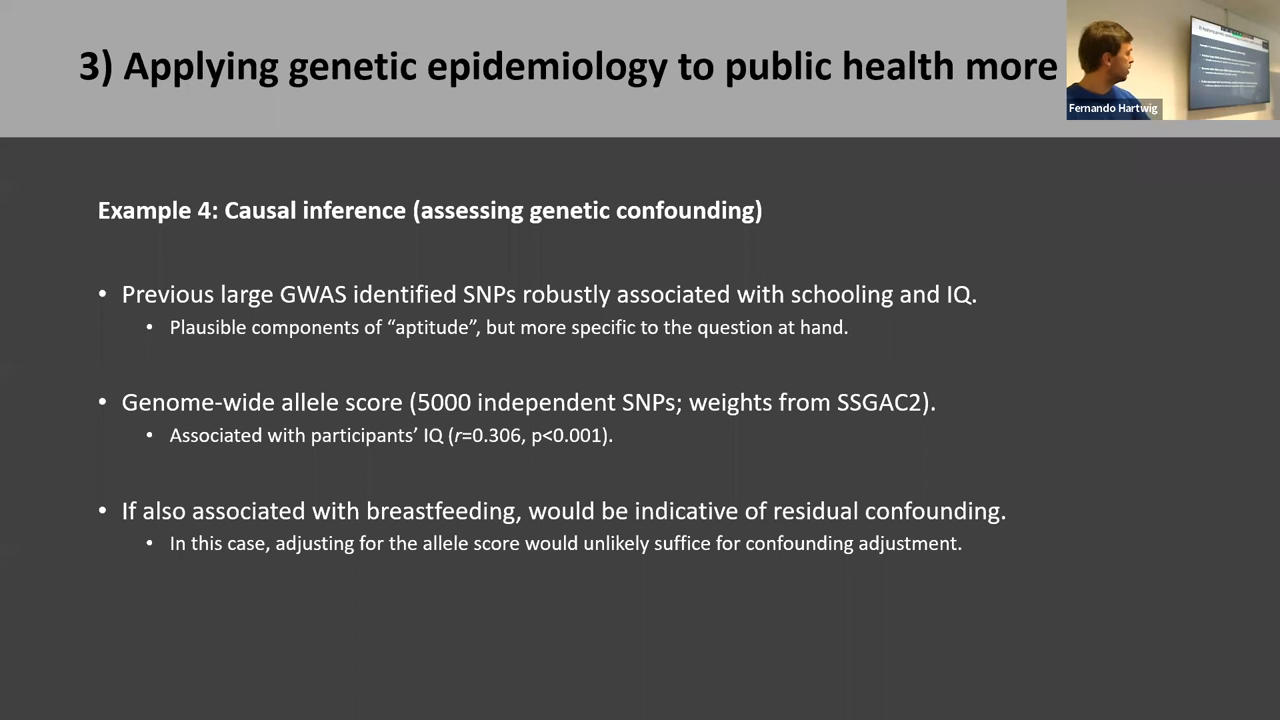 3) Applying genetic epidemiology to public health more
Fernando Hartwig
Example 4: Causal inference (assessing genetic confounding)
• Previous large GWAS identified SNPs robustly associated with schooling and IQ.
• Plausible components of “aptitude”, but more specific to the question at hand.
• Genome-wide allele score (5000 independent SNPs; weights from SSGAC2).
• Associated with participants’ IQ (r=0.306, p<0.001).
• If also associated with breastfeeding, would be indicative of residual confounding.
• In this case, adjusting for the allele score would unlikely suffice for confounding adjustment.